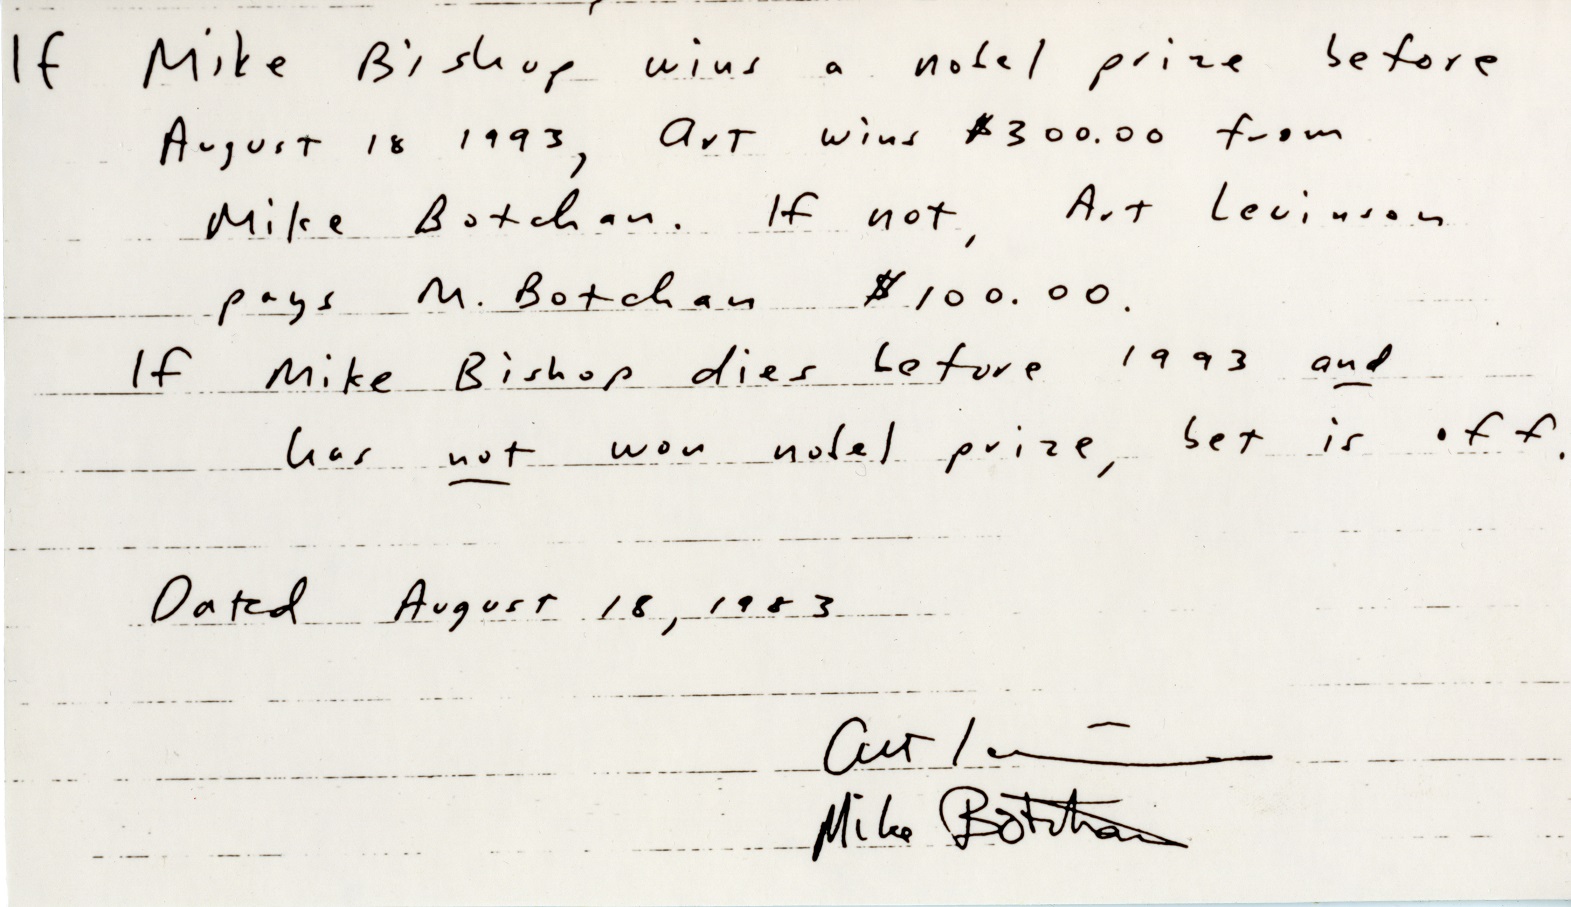 If Mike Bishop wins a nobel prize before
August 18 1993, Art wins $300.00 from
Mike Botchan. If not, Art Levinson
pays M. Botchan $100.00.
If Mike Bishop dies before 1993 and
has not won nobel prize, bet is off.
Dated August 18, 1983
Art Levinson
Mike Botchan